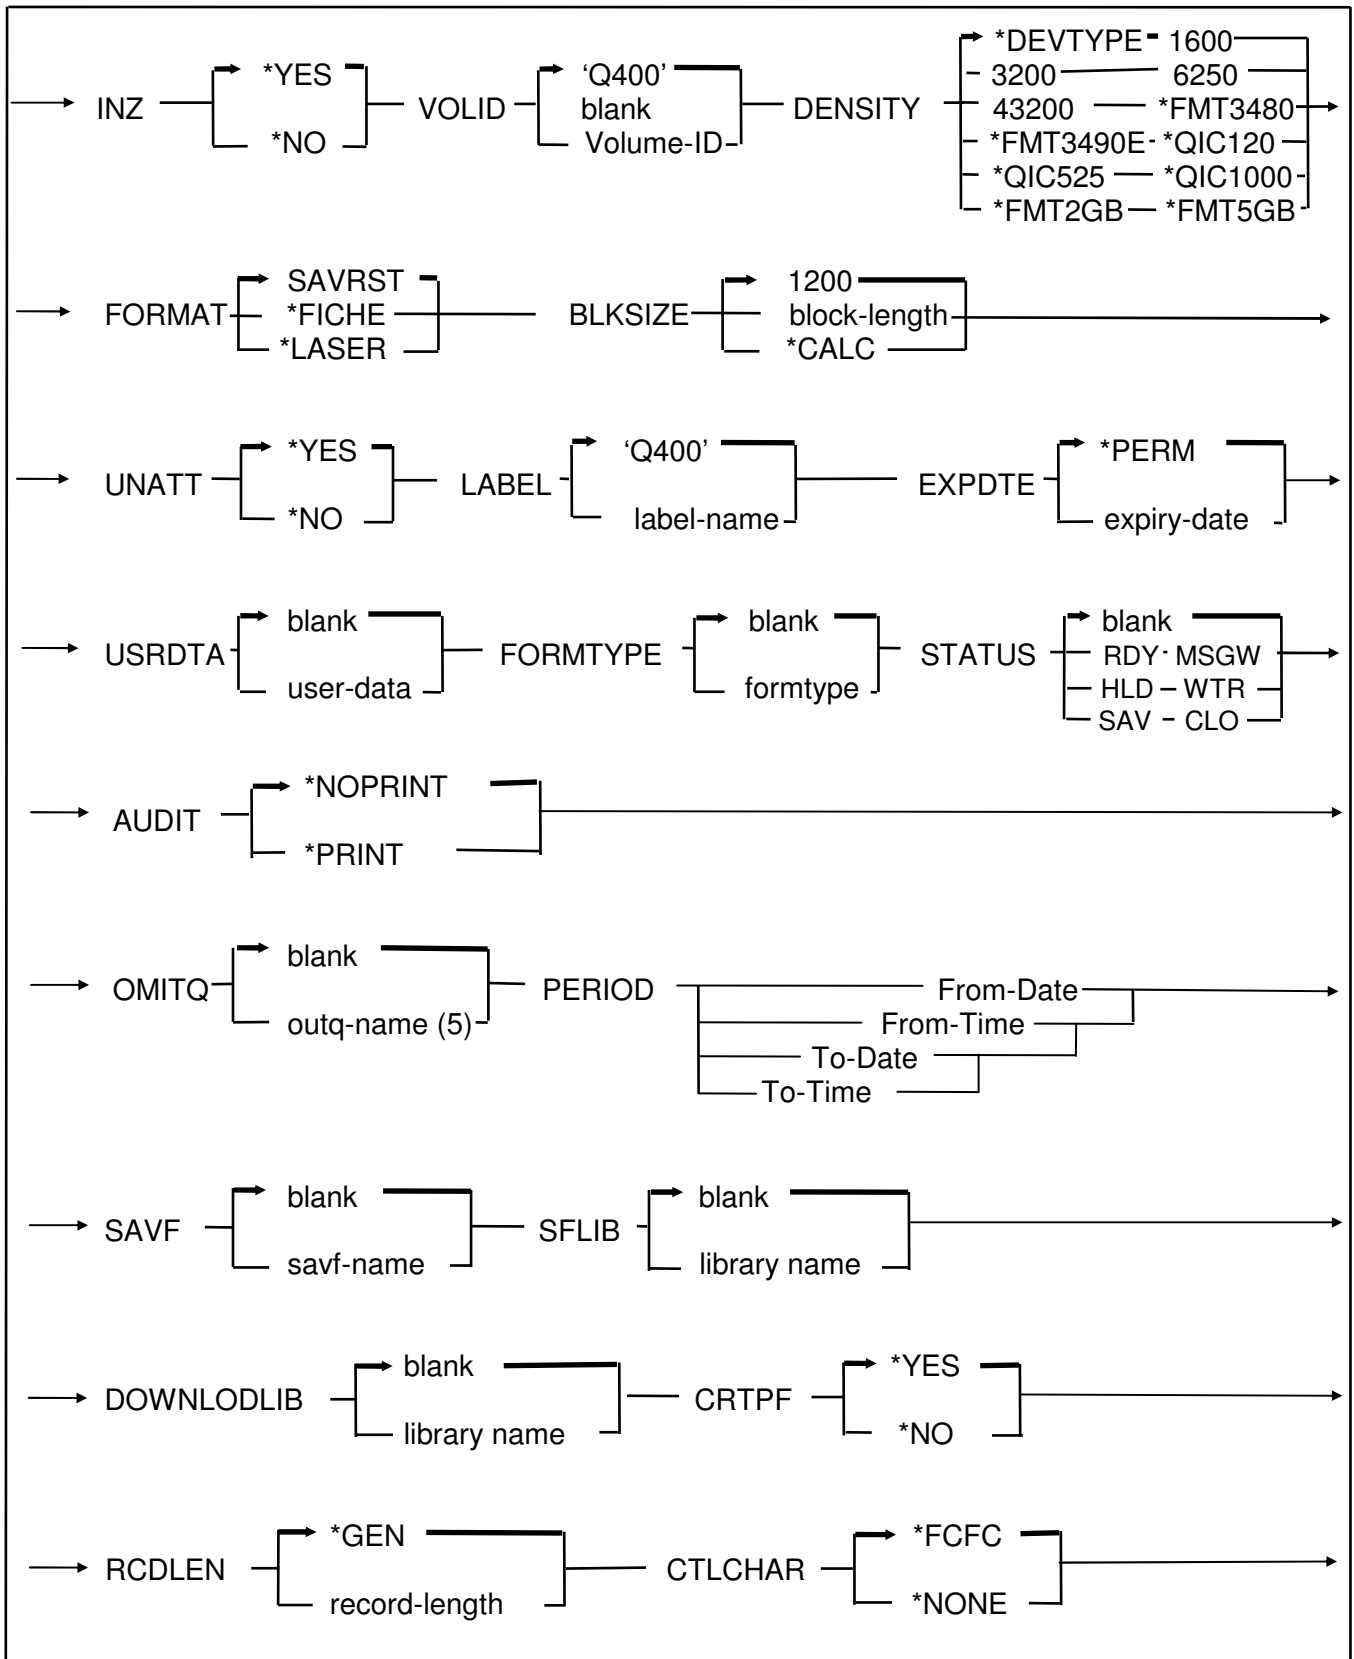 *DEVTYPE 1600
*YES 'Q400' 3200 6250
INZ VOLID blank DENSITY 43200 *FMT3480
*NO Volume-ID *FMT3490E *QIC120
*QIC525 *QIC1000
*FMT2GB *FMT5GB
SAVRST 1200
FORMAT *FICHE BLKSIZE block-length
*LASER *CALC
*YES ‘Q400’ *PERM
UNATT LABEL EXPDTE
*NO label-name expiry-date
blank blank blank
USRDTA FORMTYPE STATUS RDY MSGW
user-data formtype HLD WTR
SAV CLO
*NOPRINT
AUDIT
*PRINT
blank
OMITQ PERIOD From-Date
outq-name (5) From-Time
To-Date
To-Time
blank blank
SAVF SFLIB
savf-name library name
blank *YES
DOWNLODLIB CRTPF
library name *NO
*GEN *FCFC
RCDLEN CTLCHAR
record-length *NONE